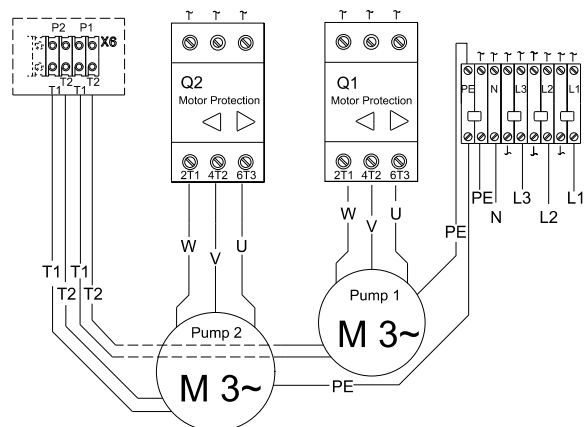 P2 P1
X6
T2 T2
T1 T1
Q2
Motor Protection
2T1 4T2 6T3
Q1
Motor Protection
2T1 4T2 6T3
PE N L3 L2 L1
PE
N
L3
L2
L1
W V U
W V U
PE
T1 T1
T2 T2
Pump 1
M 3~
Pump 2
M 3~
PE